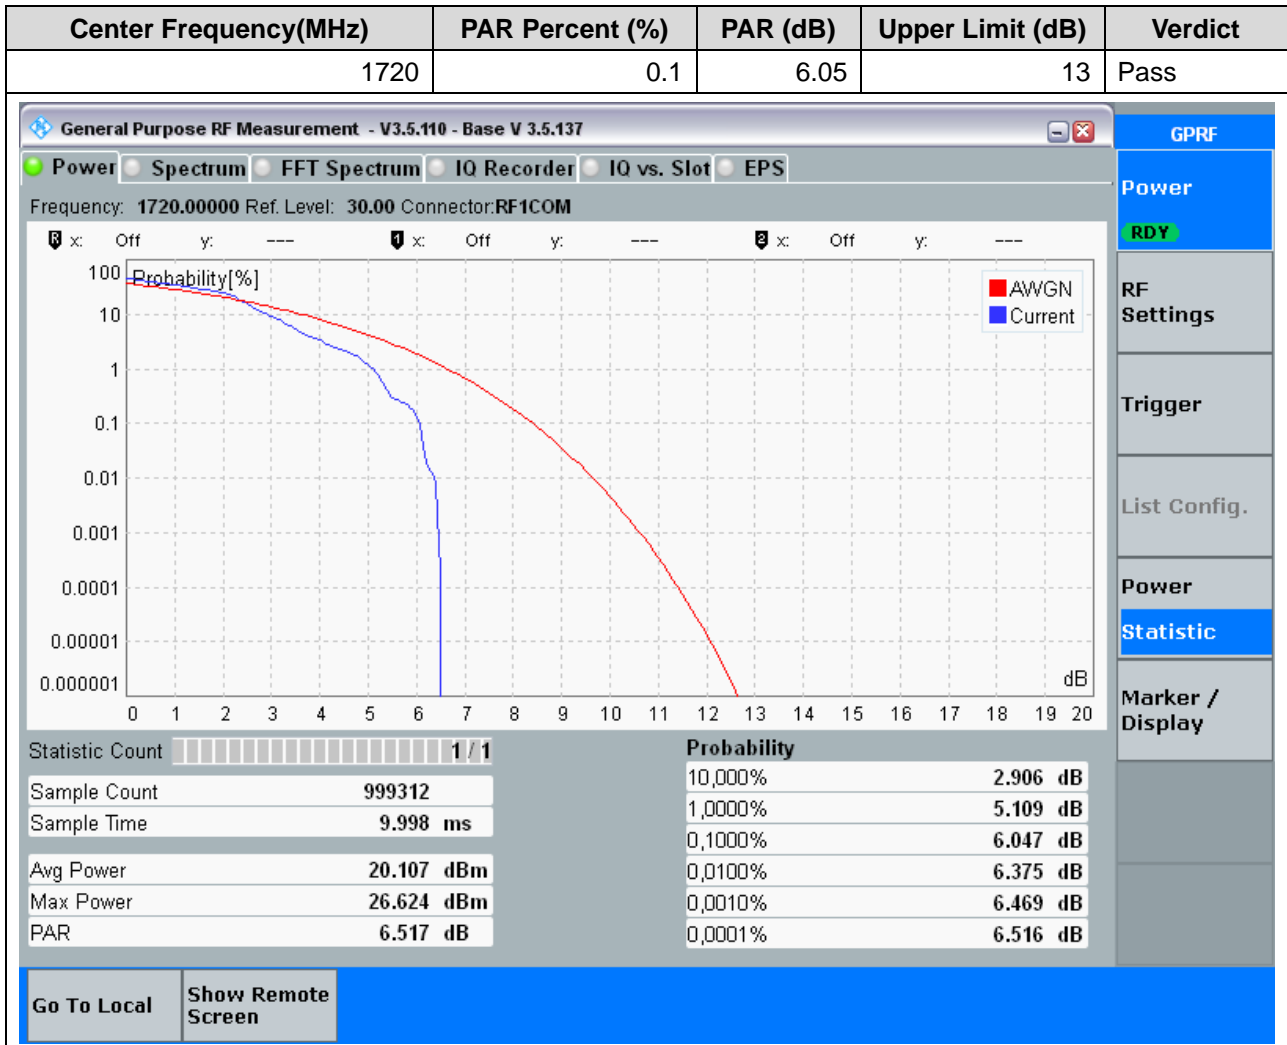 Center Frequency(MHz) PAR Percent (%) PAR (dB) Upper Limit (dB) Verdict
1720 0.1 6.05 13 Pass
General Purpose RF Measurement - V3.5.110 - Base V 3.5.137
GPRF
Power Spectrum FFT Spectrum IQ Recorder IQ vs. Slot EPS
Frequency: 1720.00000 Ref. Level: 30.00 Connector:RF1COM
R x: Off y: --- 1 x: Off y: --- 2 x: Off y: ---
Probability[%]
AWGN
Current
100
10
1
0.1
0.01
0.001
0.0001
0.00001
0.000001
dB
0 1 2 3 4 5 6 7 8 9 10 11 12 13 14 15 16 17 18 19 20
Statistic Count 1 / 1
Sample Count 999312
Sample Time 9.998 ms
Avg Power 20.107 dBm
Max Power 26.624 dBm
PAR 6.517 dB
Probability
10,000% 2.906 dB
1,0000% 5.109 dB
0,1000% 6.047 dB
0,0100% 6.375 dB
0,0010% 6.469 dB
0,0001% 6.516 dB
Power
RDY
RF
Settings
Trigger
List Config.
Power
Statistic
Marker /
Display
Go To Local
Show Remote
Screen